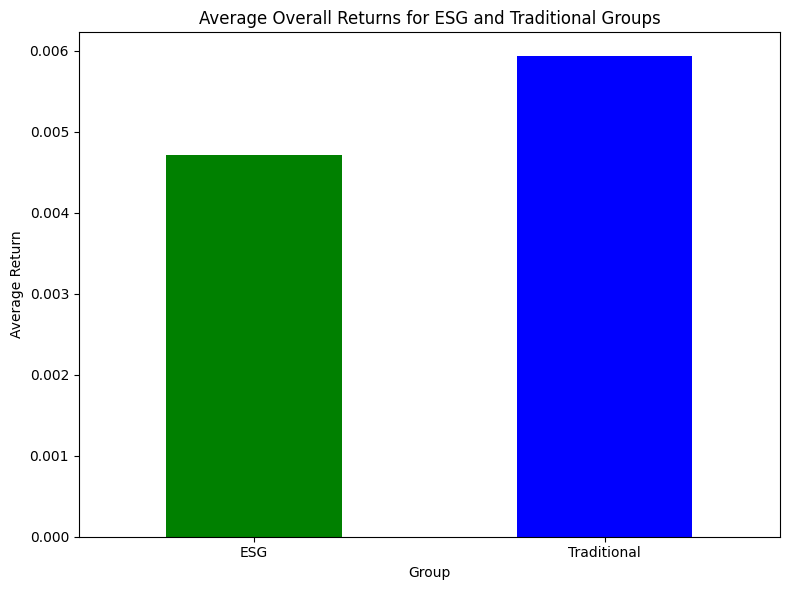 Average Overall Returns for ESG and Traditional Groups
0.006
0.005
0.004
0.003
0.002
0.001
0.000
Average Return
ESG
Traditional
Group